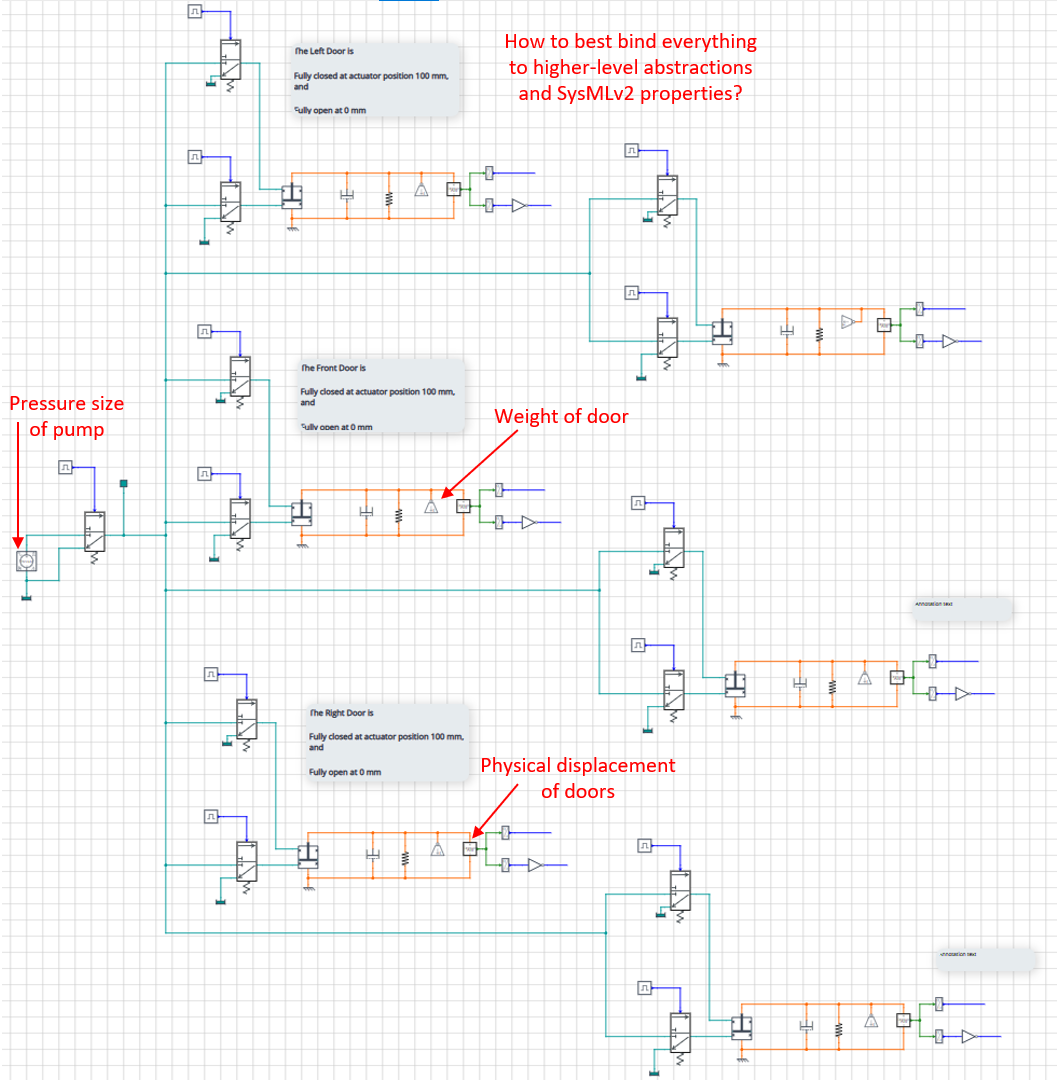 The Left Door is
Fully closed at actuator position 100 mm,
and
Fully open at 0 mm
How to best bind everything
to higher-level abstractions
and SysMLv2 properties?
The Front Door is
Fully closed at actuator position 100 mm,
and
Fully open at 0 mm
Pressure size
of pump
Weight of door
Annotation text
The Right Door is
Fully closed at actuator position 100 mm,
and
Fully open at 0 mm
Physical displacement
of doors
Annotation text